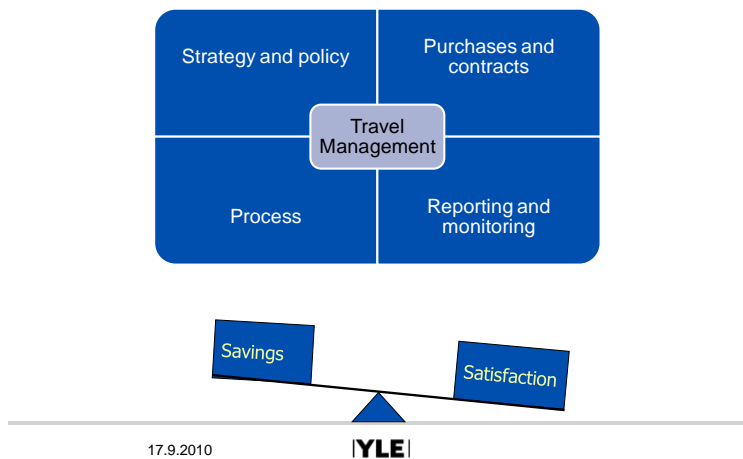 Strategy and policy
Purchases and
contracts
Travel
Management
Process
Reporting and
monitoring
Savings
Satisfaction
17.9.2010
YLE